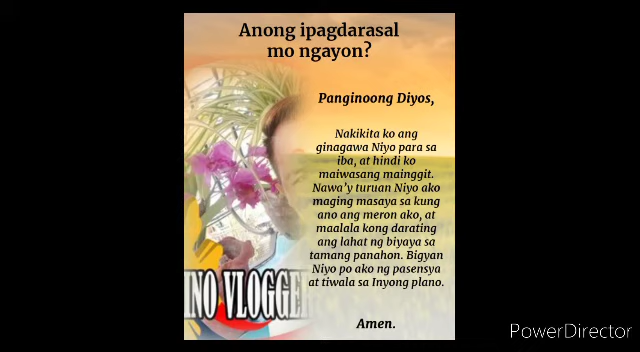 Anong ipagdarasal
mo ngayon?
Panginoong Diyos,
Nakikita ko ang
ginagawa Niyo para sa
iba, at hindi ko
maiwasang mainggit.
Nawa'y turuan Niyo ako
maging masaya sa kung
ano ang meron ako, at
maalala kong darating
ang lahat ng biyaya sa
tamang panahon. Bigyan
Niyo po ako ng pasensya
at tiwala sa Inyong plano.
INO VLOGGE
Amen.
PowerDirector